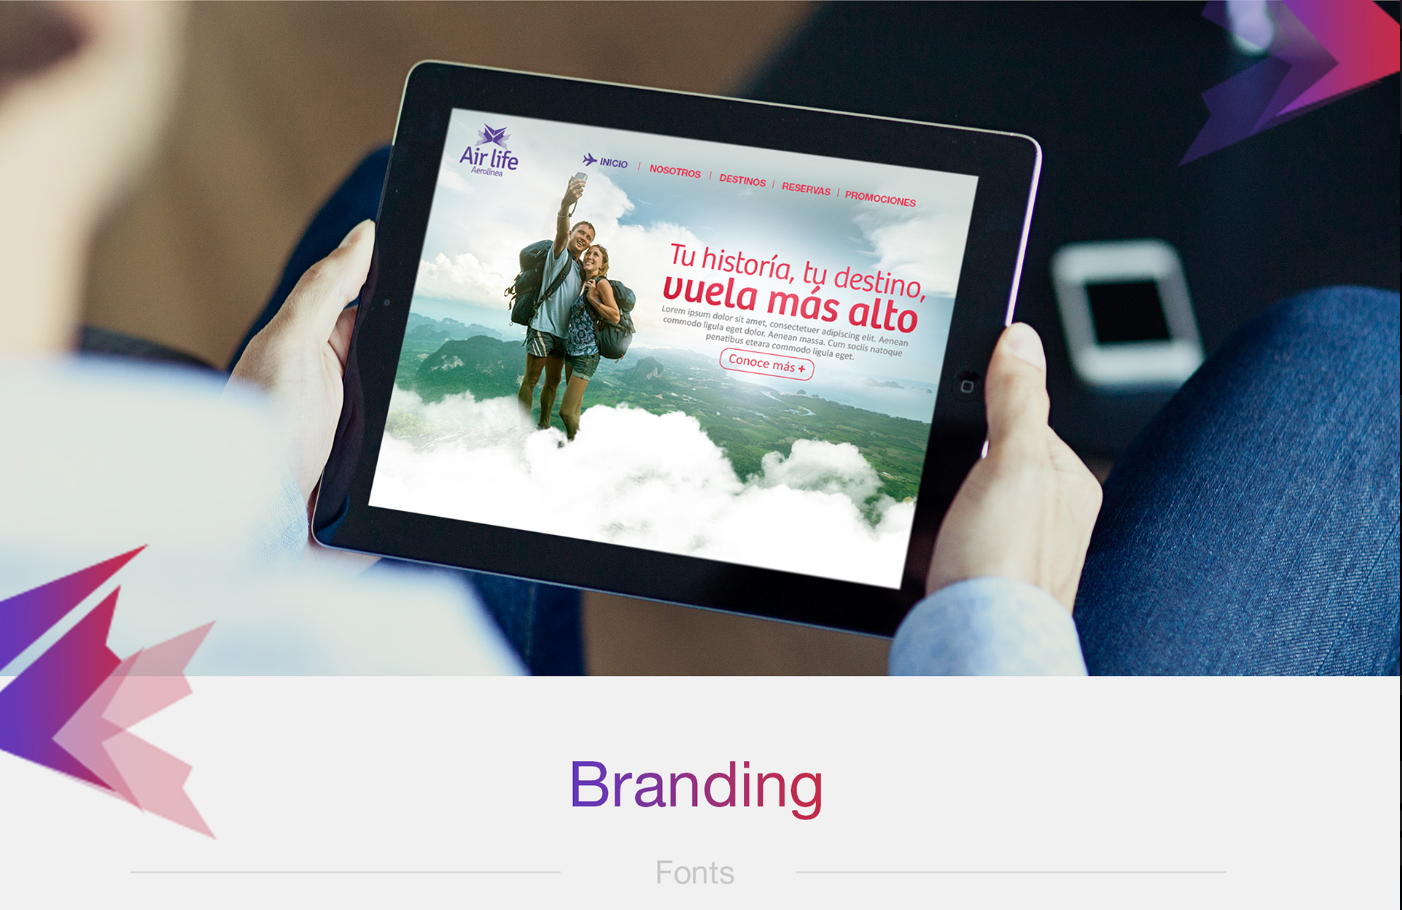 Air life
Aerolínea
INICIO | NOSOTROS | DESTINOS | RESERVAS | PROMOCIONES
Tu historía, tu destino,
vuela más alto
Lorem ipsum dolor sit amet, consectetuer adipiscing elit. Aenean
commodo ligula eget dolor. Aenean massa. Cum sociis natoque
penatibus eteara commodo ligula eget.
Conoce más +
Branding
Fonts